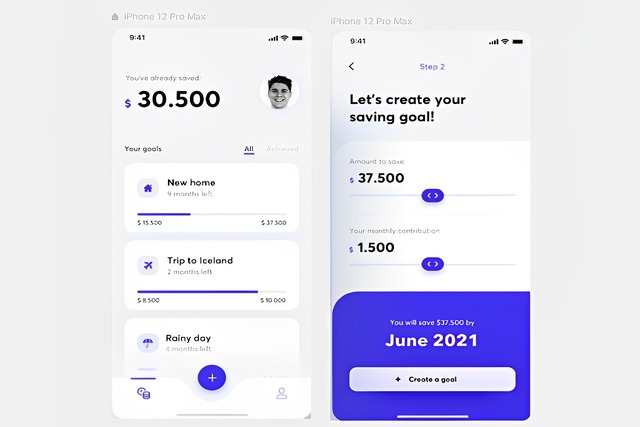 iPhone 12 Pro Max
9:41
You've already saved:
$ 30.500
Your goals
All
Achieved
New home
9 months left
$ 15.500
$ 37.500
Trip to Iceland
2 months left
$ 8.500
$ 10.000
Rainy day
4 months left
iPhone 12 Pro Max
9:41
Step 2
Let's create your
saving goal!
Amount to save
$ 37.500
Your monthly contribution
$ 1.500
You will save $37.500 by
June 2021
+ Create a goal